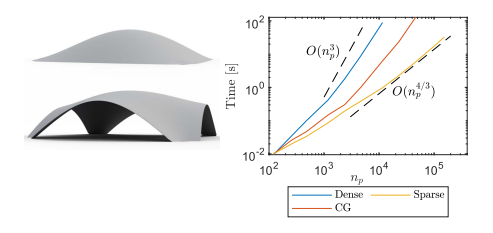 10^2
10^0
10^-2
Time [s]
O(n_p^3)
O(n_p^{4/3})
10^2 10^3 10^4 10^5
n_p
Dense Sparse
CG